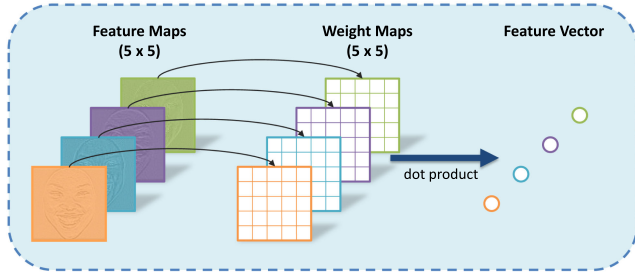 Feature Maps
(5 x 5)
Weight Maps
(5 x 5)
Feature Vector
dot product